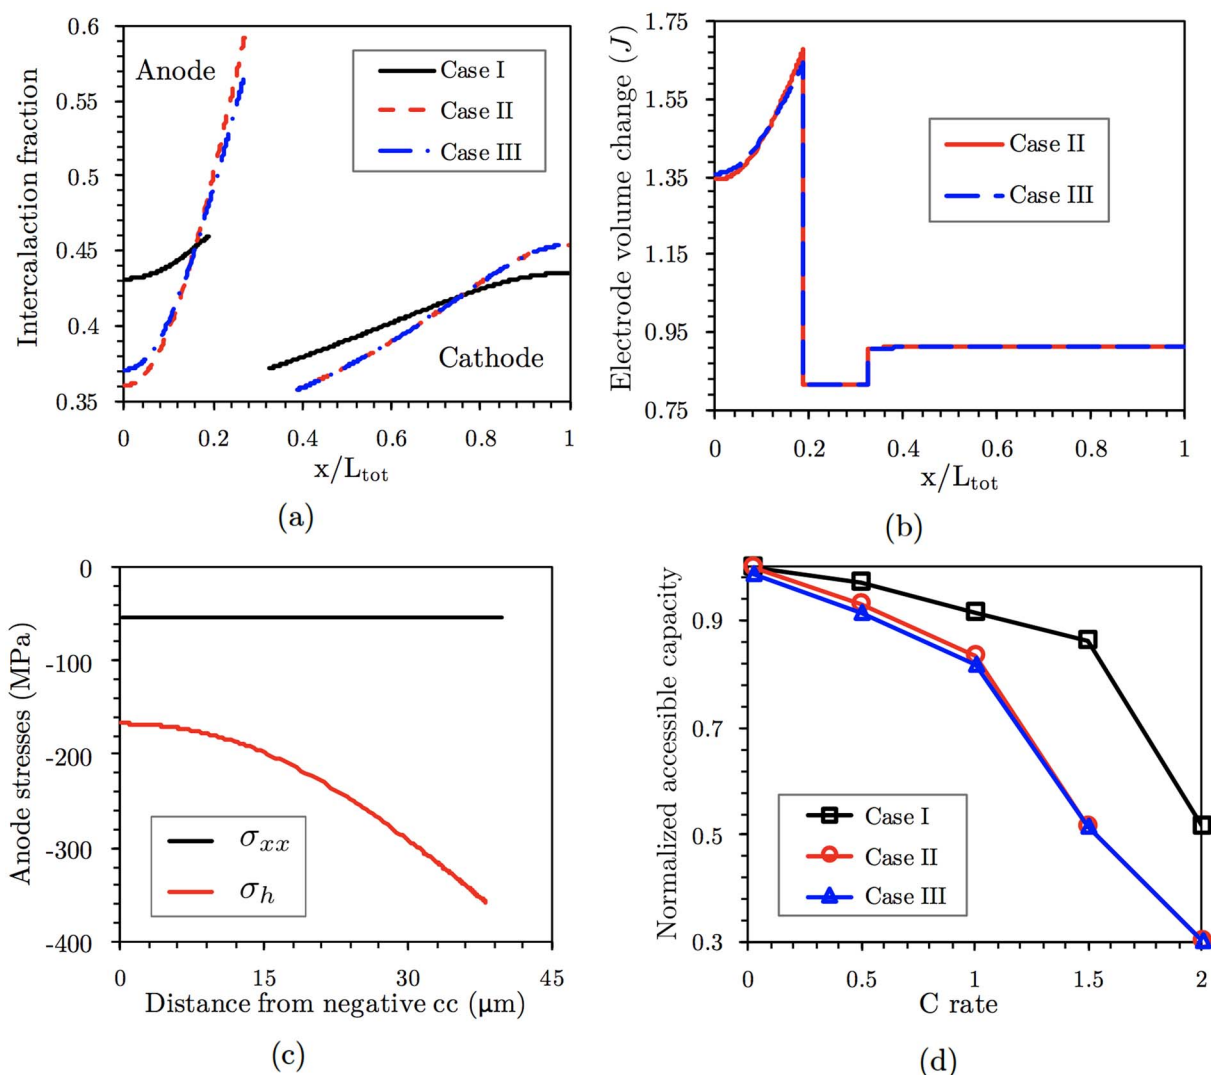 Intercalaction fraction
0.6
0.55
0.5
0.45
0.4
0.35
Anode
Case I
Case II
Case III
Cathode
0
0.2
0.4
0.6
0.8
1
x/Ltot
(a)
Electrode volume change (J)
1.75
1.55
1.35
1.15
0.95
0.75
Case II
Case III
0
0.2
0.4
0.6
0.8
1
x/Ltot
(b)
Anode stresses (MPa)
0
-100
-200
-300
-400
σxx
σh
0
15
30
45
Distance from negative cc (μm)
(c)
Normalized accessible capacity
0.9
0.7
0.5
0.3
Case I
Case II
Case III
0
0.5
1
1.5
2
C rate
(d)